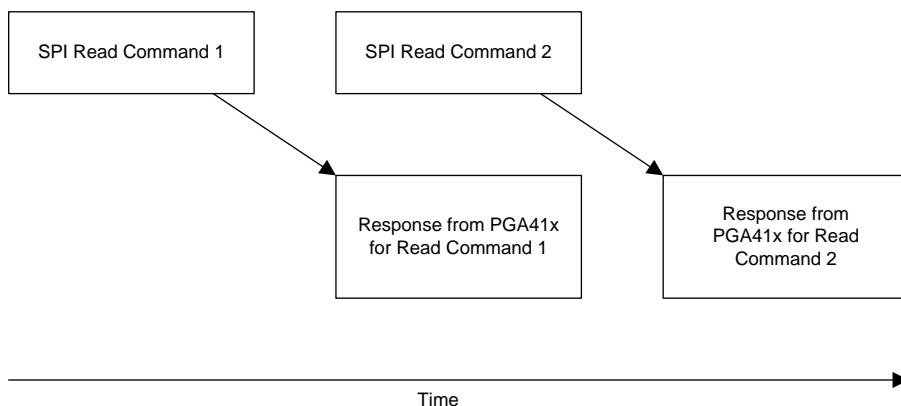 SPI Read Command 1
SPI Read Command 2
Response from PGA41x
for Read Command 1
Response from
PGA41x for Read
Command 2
Time